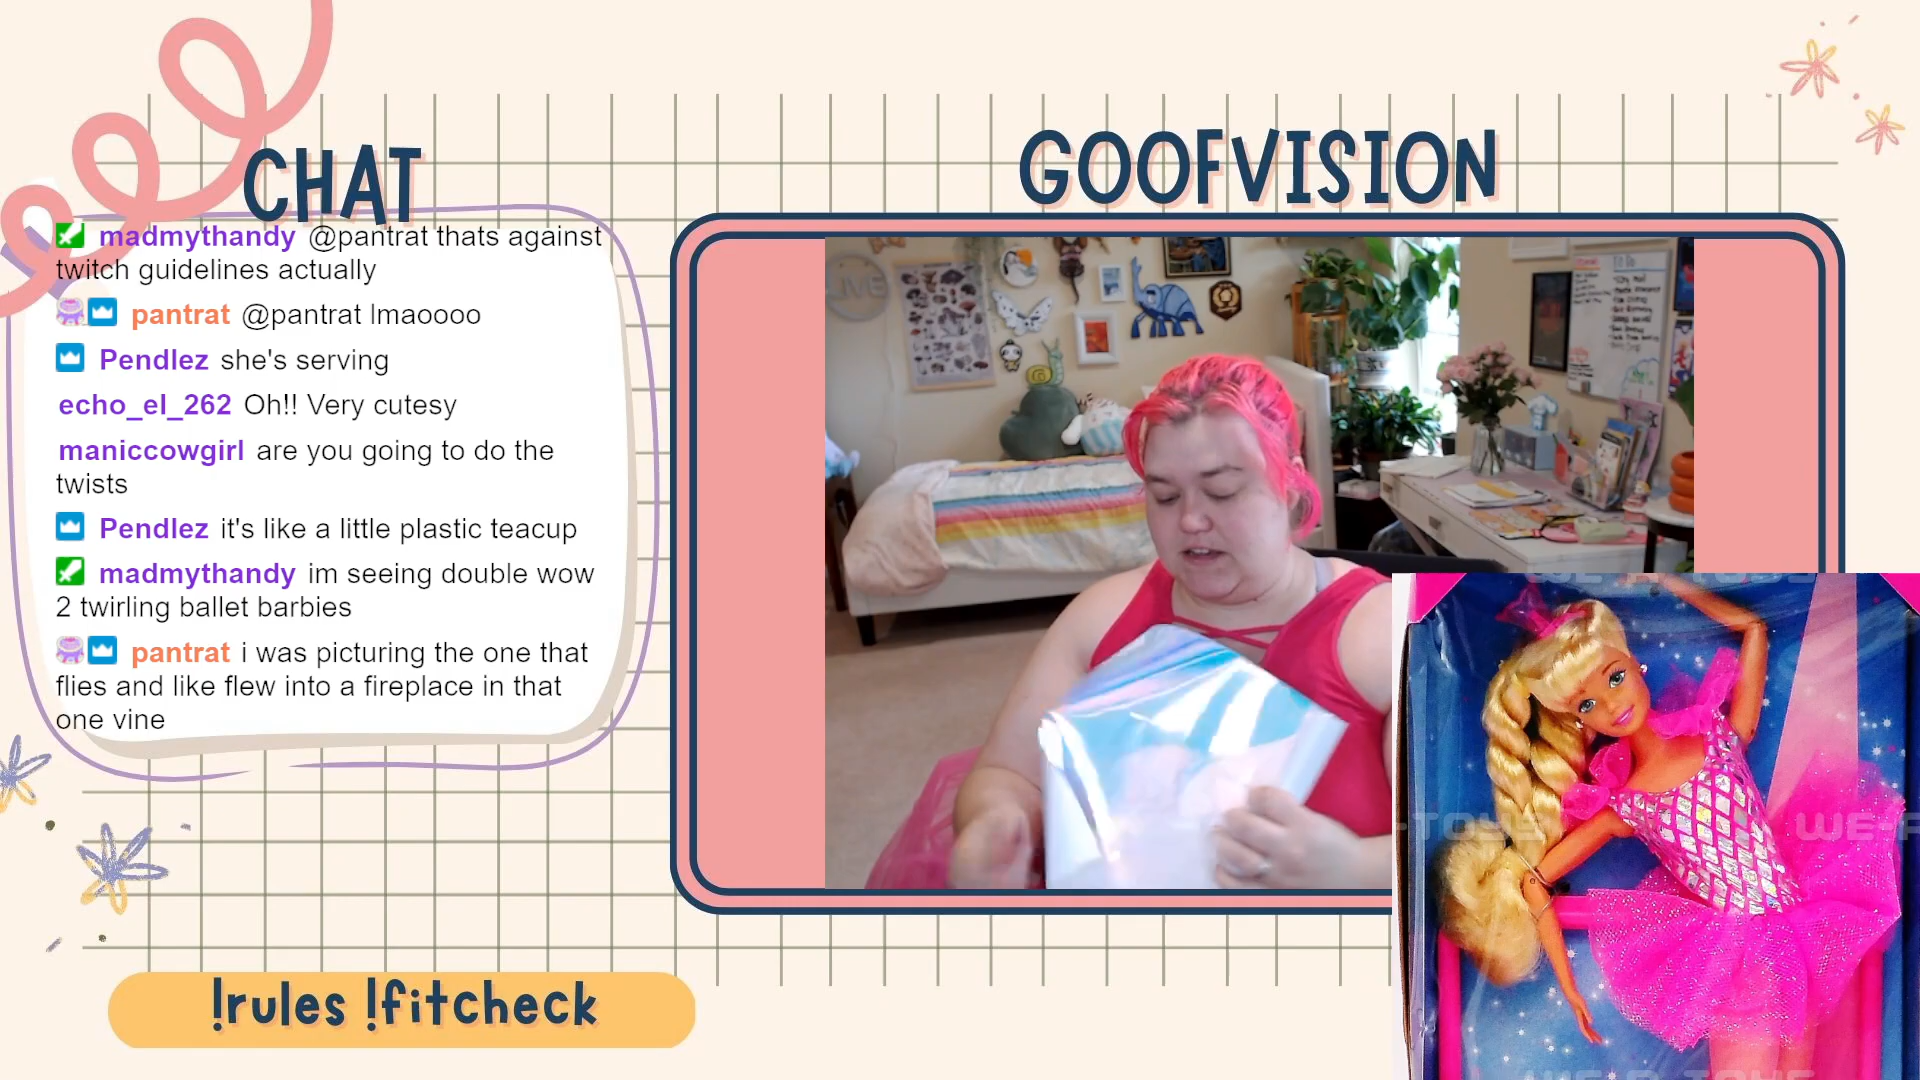 CHAT
GOOFVISION
madmythandy @pantrat thats against
twitch guidelines actually
pantrat @pantrat lmaoooo
Pendlez she's serving
echo_el_262 Oh!! Very cutesy
maniccowgirl are you going to do the
twists
Pendlez it's like a little plastic teacup
madmythandy im seeing double wow
2 twirling ballet barbies
pantrat i was picturing the one that
flies and like flew into a fireplace in that
one vine
!rules !fitcheck
LIVE
WE-R-TOYS